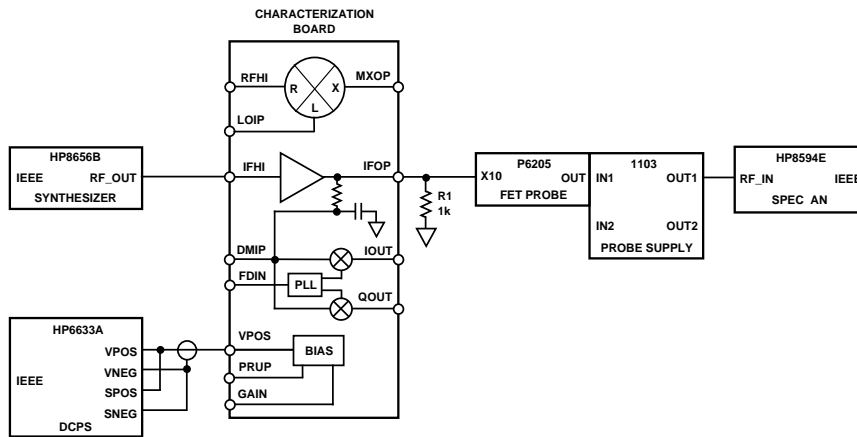 CHARACTERIZATION
BOARD
RFHI
R
X
L
MXOP
LOIP
HP8656B
IEEE
RF_OUT
SYNTHESIZER
IFHI
IFOP
R1
1k
P6205
X10
OUT
FET PROBE
1103
IN1
OUT1
IN2
OUT2
PROBE SUPPLY
HP8594E
RF_IN
IEEE
SPEC AN
DMIP
IOUT
FDIN
PLL
QOUT
HP6633A
VPOS
IEEE
VNEG
SPOS
SNEG
DCPS
VPOS
BIAS
PRUP
GAIN